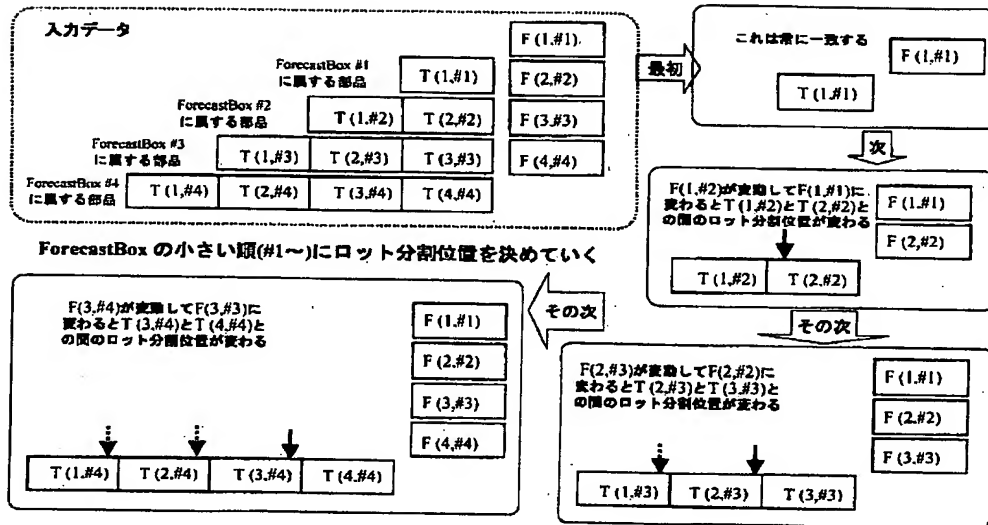 入力データ
F (1,#1)
F (2,#2)
F (3,#3)
F (4,#4)
ForecastBox #1
に属する部品
T (1,#1)
ForecastBox #2
に属する部品
T (1,#2)
T (2,#2)
ForecastBox #3
に属する部品
T (1,#3)
T (2,#3)
T (3,#3)
ForecastBox #4
に属する部品
T (1,#4)
T (2,#4)
T (3,#4)
T (4,#4)
最初
これは常に一致する
F (1,#1)
T (1,#1)
次
F(1,#2)が変動してF(1,#1)に
変わるとT (1,#2)とT (2,#2)と
の間のロット分割位置が変わる
F (1,#1)
F (2,#2)
T (1,#2)
T (2,#2)
ForecastBox の小さい順(#1～)にロット分割位置を決めていく
その次
F(2,#3)が変動してF(2,#2)に
変わるとT (2,#3)とT (3,#3)と
の間のロット分割位置が変わる
F (1,#1)
F (2,#2)
F (3,#3)
T (1,#3)
T (2,#3)
T (3,#3)
その次
F(3,#4)が変動してF(3,#3)に
変わるとT (3,#4)とT (4,#4)と
の間のロット分割位置が変わる
F (1,#1)
F (2,#2)
F (3,#3)
F (4,#4)
T (1,#4)
T (2,#4)
T (3,#4)
T (4,#4)